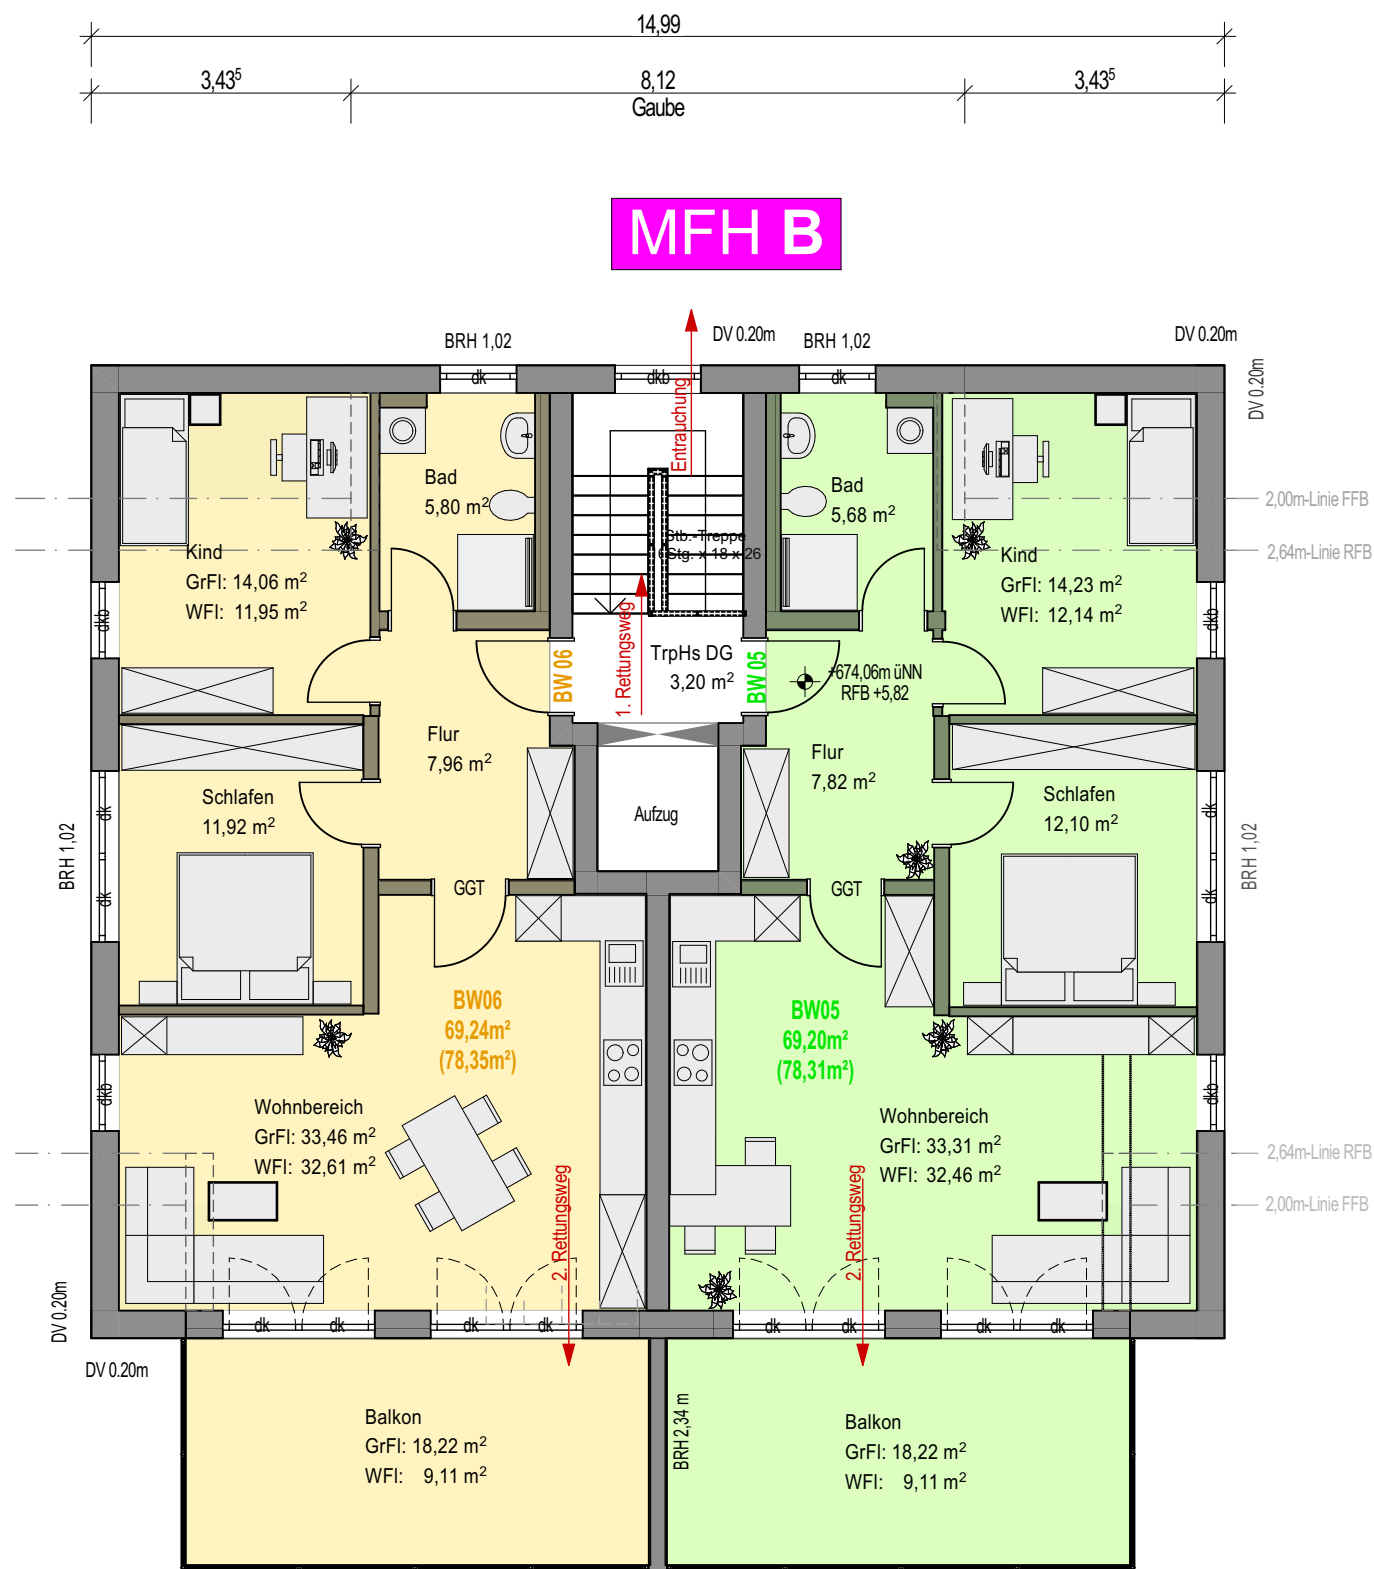 14,99
3,43⁵
8,12
3,43⁵
Gaube
MFH B
DV 0.20m
DV 0.20m
BRH 1,02
BRH 1,02
DV 0.20m
dk
dkb
dk
Entrauchung
Bad
5,80 m²
Bad
5,68 m²
2,00m-Linie FFB
2,64m-Linie RFB
Stb.-Treppe
6Stg. x 18 x 26
Kind
GrFl: 14,06 m²
WFl: 11,95 m²
Kind
GrFl: 14,23 m²
WFl: 12,14 m²
dkb
dkb
1. Rettungsweg
TrpHs DG
3,20 m²
BW 06
BW 05
+674,06m üNN
RFB +5,82
Flur
7,96 m²
Flur
7,82 m²
Schlafen
11,92 m²
Schlafen
12,10 m²
Aufzug
dk
dk
dk
dk
BRH 1,02
BRH 1,02
GGT
GGT
BW06
69,24m²
(78,35m²)
BW05
69,20m²
(78,31m²)
dkb
dkb
Wohnbereich
GrFl: 33,46 m²
WFl: 32,61 m²
Wohnbereich
GrFl: 33,31 m²
WFl: 32,46 m²
2,64m-Linie RFB
2,00m-Linie FFB
2. Rettungsweg
2. Rettungsweg
DV 0.20m
dk
dk
dk
dk
dk
dk
dk
dk
DV 0.20m
BRH 2,34 m
Balkon
GrFl: 18,22 m²
WFl: 9,11 m²
Balkon
GrFl: 18,22 m²
WFl: 9,11 m²